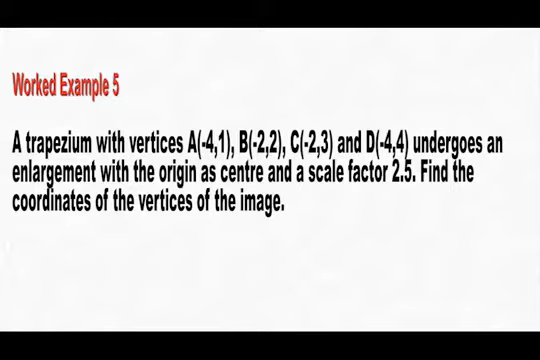 Worked Example 5
A trapezium with vertices A(-4,1), B(-2,2), C(-2,3) and D(-4,4) undergoes an
enlargement with the origin as centre and a scale factor 2.5. Find the
coordinates of the vertices of the image.